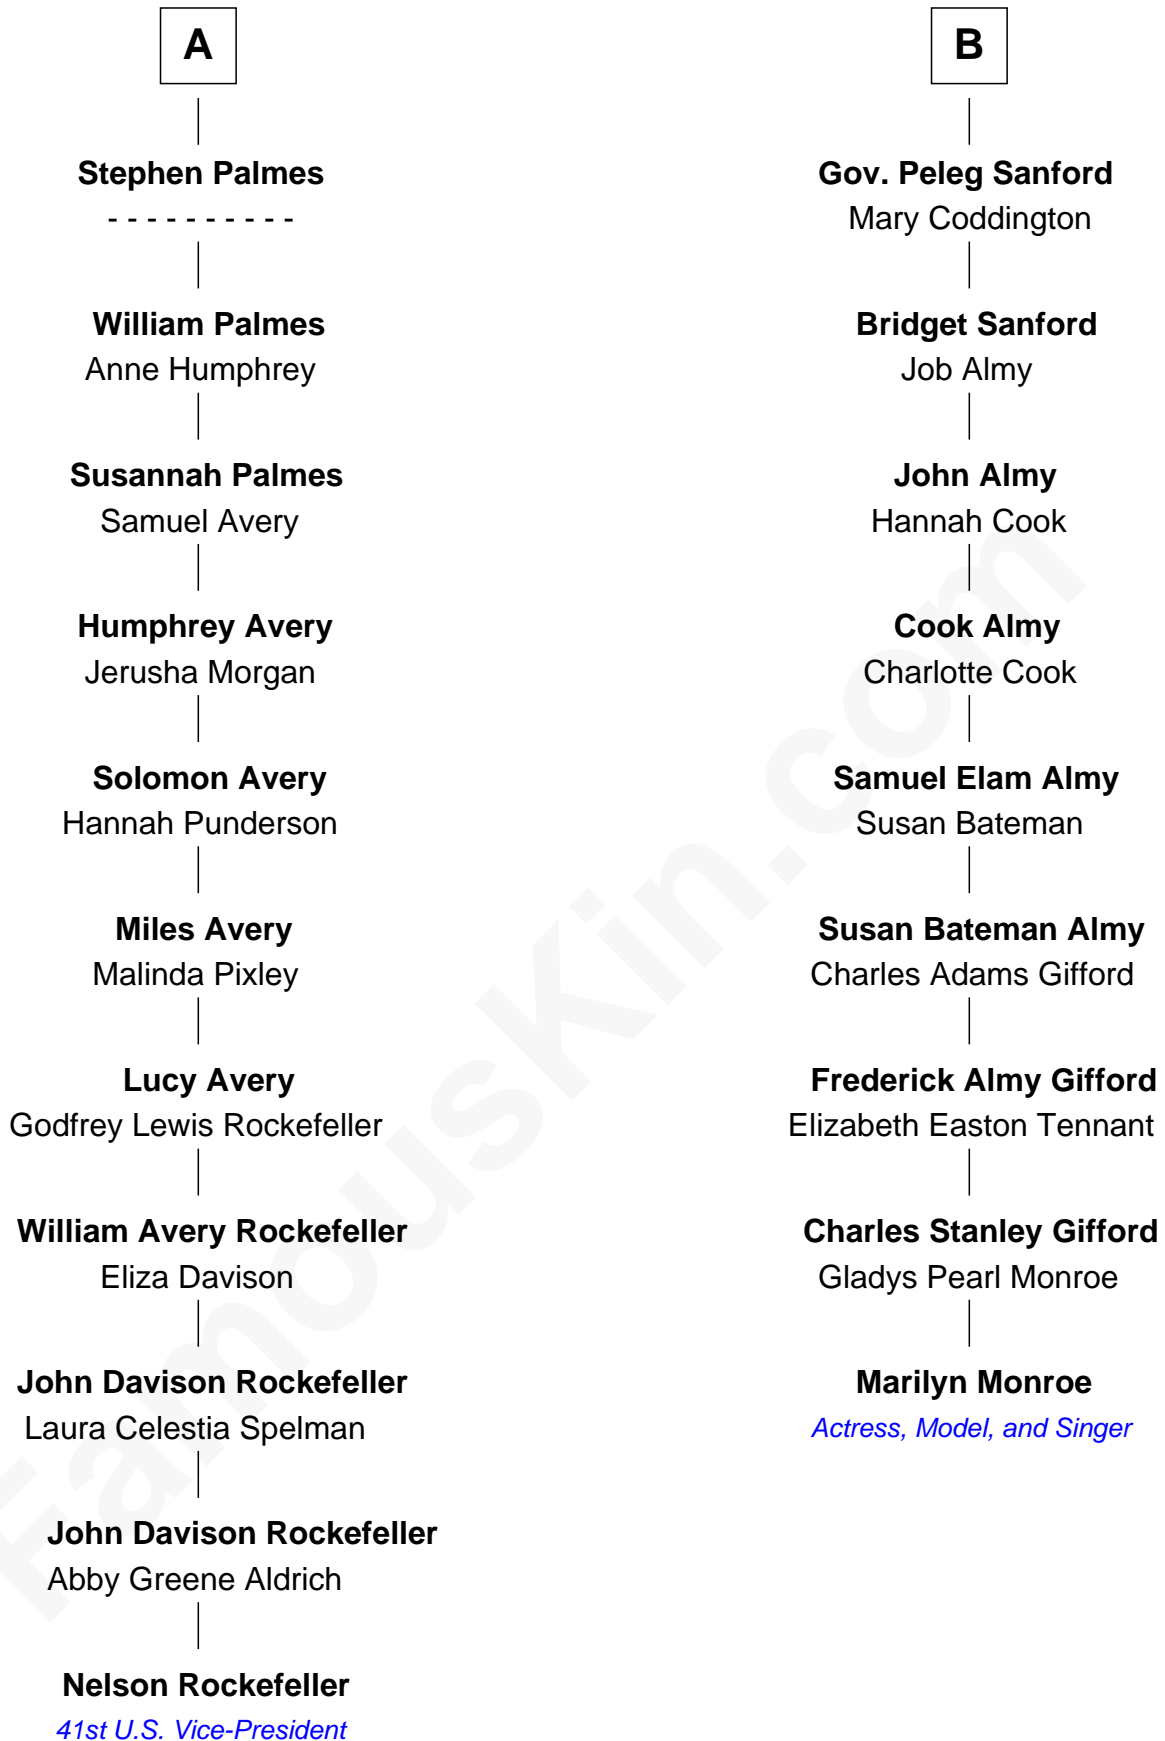 A
Stephen Palmes
- - - - - - - - - -
William Palmes
Anne Humphrey
Susannah Palmes
Samuel Avery
Humphrey Avery
Jerusha Morgan
Solomon Avery
Hannah Punderson
Miles Avery
Malinda Pixley
Lucy Avery
Godfrey Lewis Rockefeller
William Avery Rockefeller
Eliza Davison
John Davison Rockefeller
Laura Celestia Spelman
John Davison Rockefeller
Abby Greene Aldrich
Nelson Rockefeller
41st U.S. Vice-President
B
Gov. Peleg Sanford
Mary Coddington
Bridget Sanford
Job Almy
John Almy
Hannah Cook
Cook Almy
Charlotte Cook
Samuel Elam Almy
Susan Bateman
Susan Bateman Almy
Charles Adams Gifford
Frederick Almy Gifford
Elizabeth Easton Tennant
Charles Stanley Gifford
Gladys Pearl Monroe
Marilyn Monroe
Actress, Model, and Singer
FamousKin.com